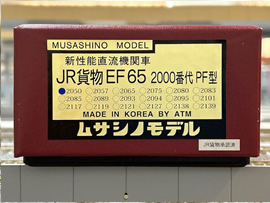 MUSASHINO MODEL
新性能直流機関車
JR貨物 EF65 2000番代 PF型
2050 2057 2065 2075 2080 2083
2085 2089 2093 2094 2095 2101
2117 2119 2121 2127 2138 2139
MADE IN KOREA BY ATM
ムサシノモデル
JR貨物承認済